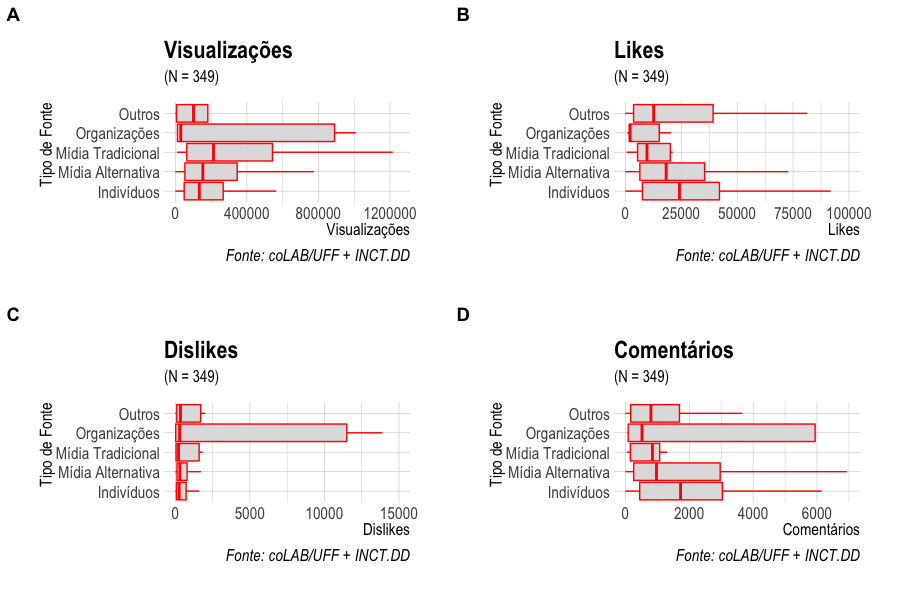 A
Visualizações
(N = 349)
Tipo de Fonte
Outros
Organizações
Mídia Tradicional
Mídia Alternativa
Indivíduos
0 400000 800000 1200000
Visualizações
Fonte: coLAB/UFF + INCT.DD
B
Likes
(N = 349)
Tipo de Fonte
Outros
Organizações
Mídia Tradicional
Mídia Alternativa
Indivíduos
0 25000 50000 75000 100000
Likes
Fonte: coLAB/UFF + INCT.DD
C
Dislikes
(N = 349)
Tipo de Fonte
Outros
Organizações
Mídia Tradicional
Mídia Alternativa
Indivíduos
0 5000 10000 15000
Dislikes
Fonte: coLAB/UFF + INCT.DD
D
Comentários
(N = 349)
Tipo de Fonte
Outros
Organizações
Mídia Tradicional
Mídia Alternativa
Indivíduos
0 2000 4000 6000
Comentários
Fonte: coLAB/UFF + INCT.DD